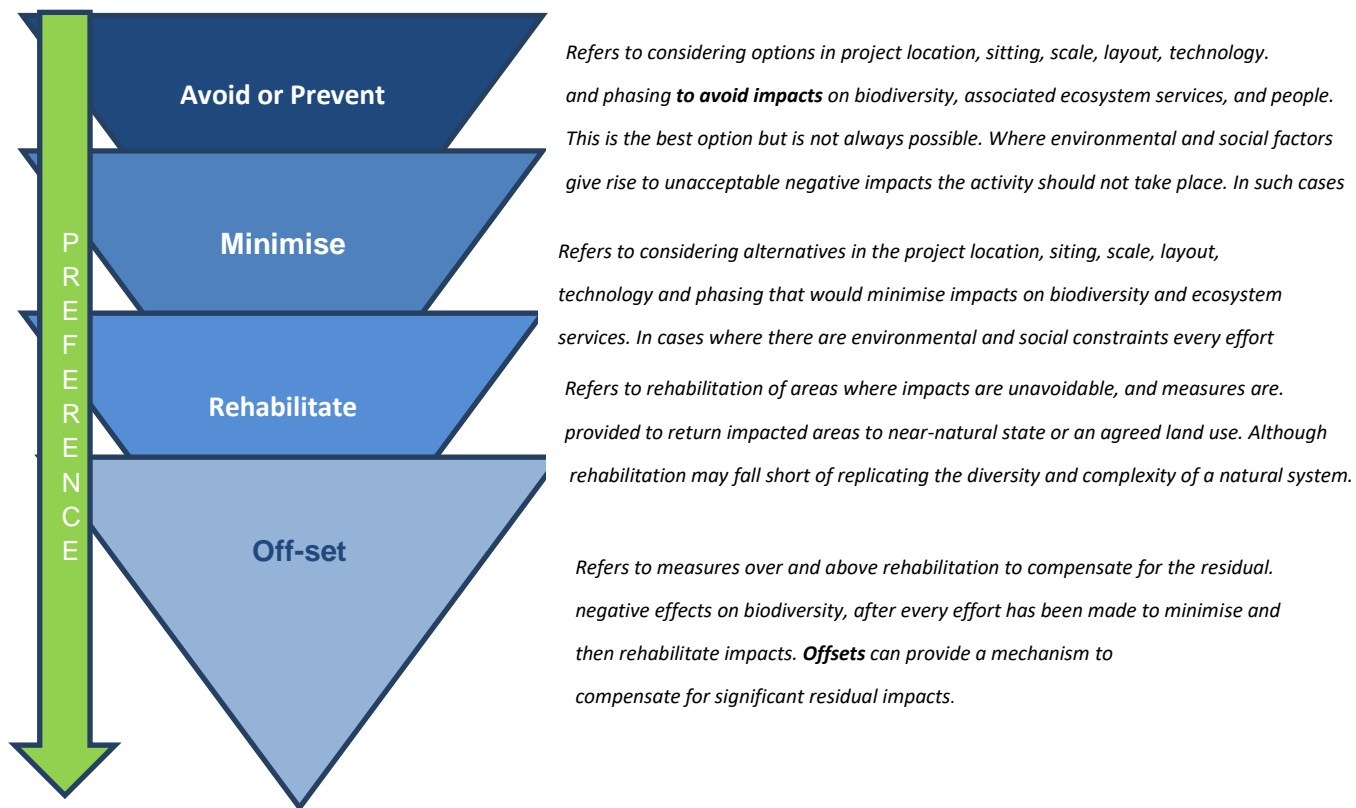 PREFERENCE
Avoid or Prevent
Refers to considering options in project location, sitting, scale, layout, technology.
and phasing to avoid impacts on biodiversity, associated ecosystem services, and people.
This is the best option but is not always possible. Where environmental and social factors
give rise to unacceptable negative impacts the activity should not take place. In such cases
Minimise
Refers to considering alternatives in the project location, siting, scale, layout,
technology and phasing that would minimise impacts on biodiversity and ecosystem
services. In cases where there are environmental and social constraints every effort
Rehabilitate
Refers to rehabilitation of areas where impacts are unavoidable, and measures are.
provided to return impacted areas to near-natural state or an agreed land use. Although
rehabilitation may fall short of replicating the diversity and complexity of a natural system.
Off-set
Refers to measures over and above rehabilitation to compensate for the residual.
negative effects on biodiversity, after every effort has been made to minimise and
then rehabilitate impacts. Offsets can provide a mechanism to
compensate for significant residual impacts.